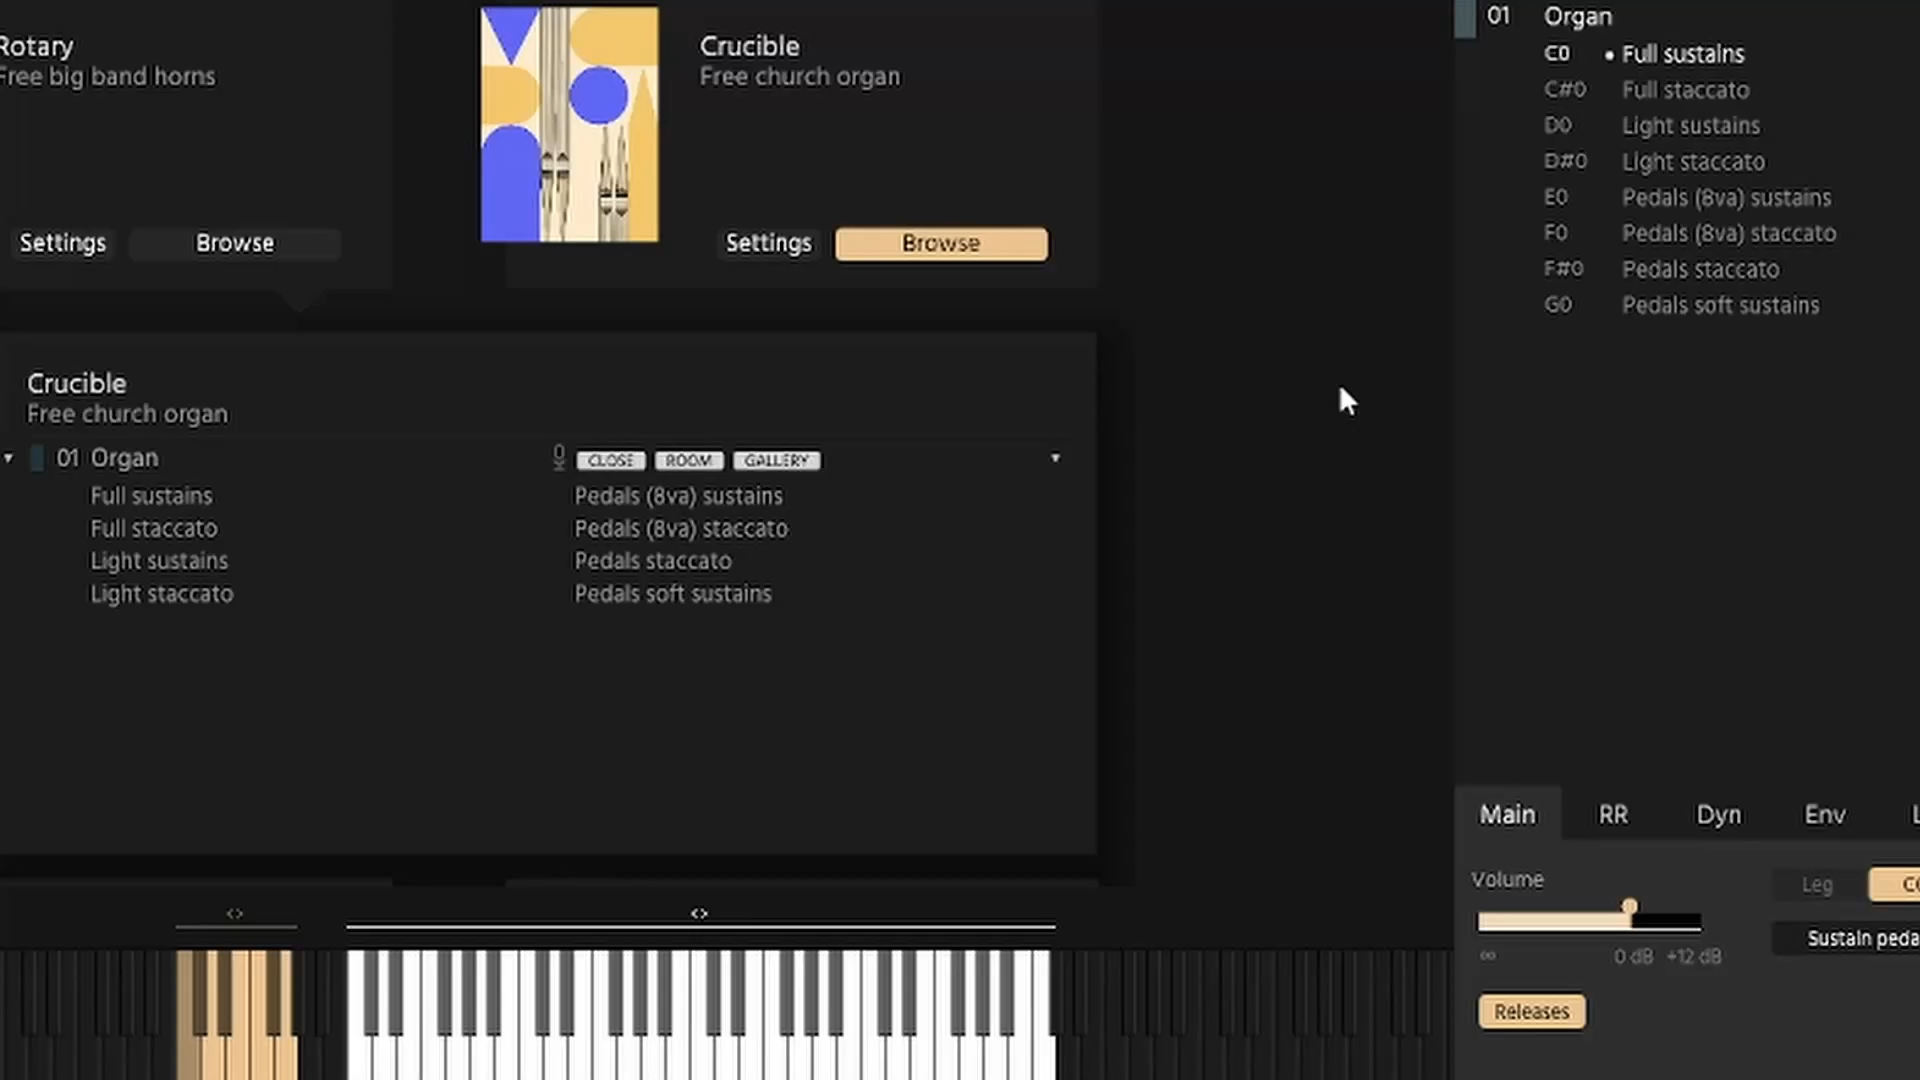 Rotary
Free big band horns
Settings
Browse
Crucible
Free church organ
Settings
Browse
Crucible
Free church organ
01 Organ
CLOSE ROOM GALLERY
Full sustains
Pedals (8va) sustains
Full staccato
Pedals (8va) staccato
Light sustains
Pedals staccato
Light staccato
Pedals soft sustains
01 Organ
C0 • Full sustains
C#0 Full staccato
D0 Light sustains
D#0 Light staccato
E0 Pedals (8va) sustains
F0 Pedals (8va) staccato
F#0 Pedals staccato
G0 Pedals soft sustains
Main RR Dyn Env
Volume
Leg
∞ 0 dB +12 dB
Sustain peda
Releases